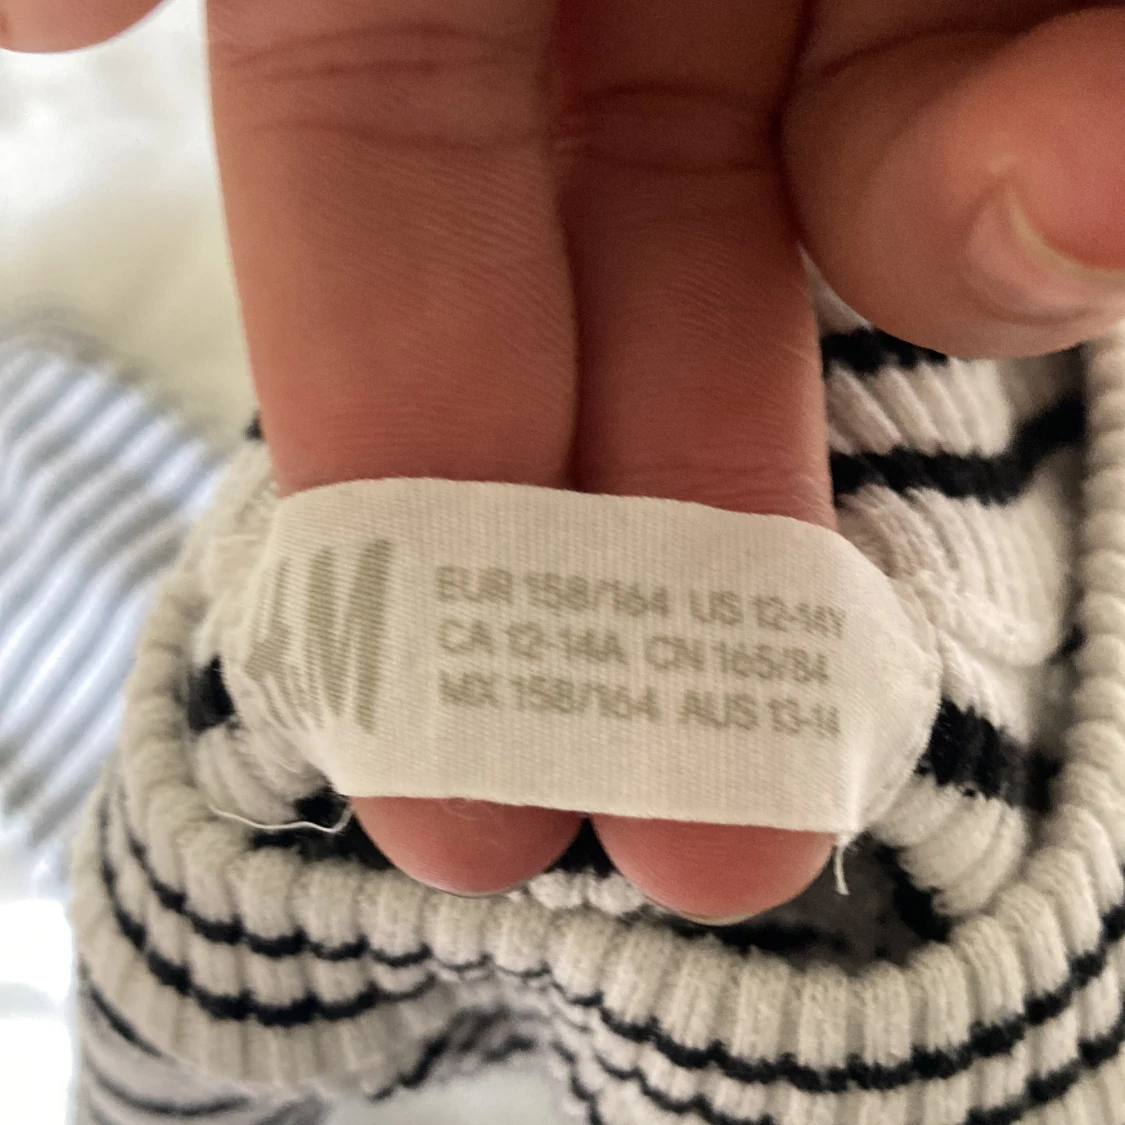 EUR 158/164 US 12-14Y
CA 12-14A CN 165/84
MX 158/164 AUS 13-14